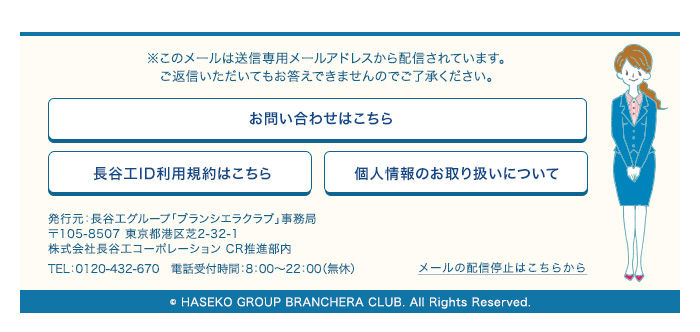 ※このメールは送信専用メールアドレスから配信されています。
ご返信いただいてもお答えできませんのでご了承ください。
お問い合わせはこちら
長谷工ID利用規約はこちら
個人情報のお取り扱いについて
発行元：長谷工グループ「ブランシエラクラブ」事務局
〒105-8507 東京都港区芝2-32-1
株式会社長谷工コーポレーション CR推進部内
TEL：0120-432-670　電話受付時間：8：00～22：00（無休）
メールの配信停止はこちらから
© HASEKO GROUP BRANCHERA CLUB. All Rights Reserved.